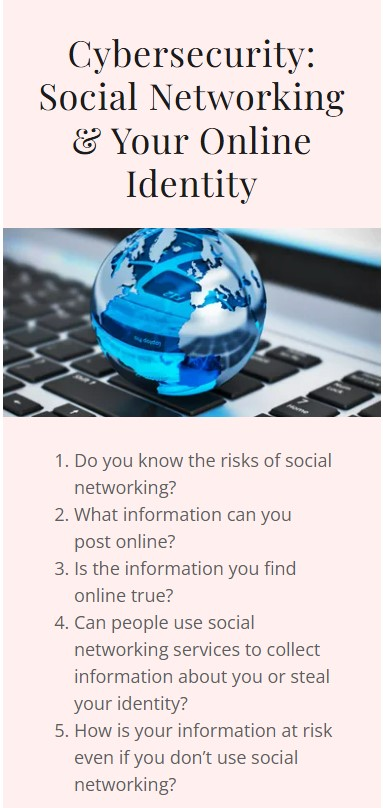 Cybersecurity:
Social Networking
& Your Online
Identity
Shift ↑
Home
1. Do you know the risks of social
networking?
2. What information can you
post online?
3. Is the information you find
online true?
4. Can people use social
networking services to collect
information about you or steal
your identity?
5. How is your information at risk
even if you don’t use social
networking?